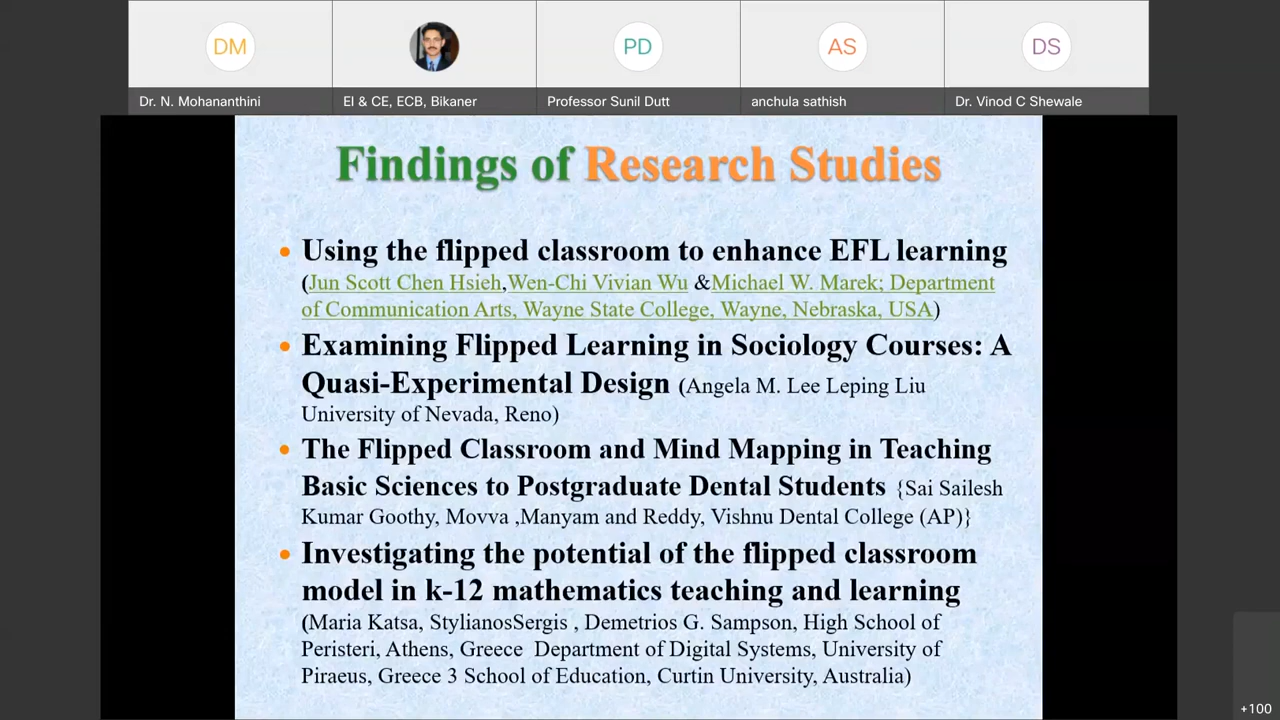 DM
PD
AS
DS
Dr. N. Mohananthini
EI & CE, ECB, Bikaner
Professor Sunil Dutt
anchula sathish
Dr. Vinod C Shewale
Findings of Research Studies
• Using the flipped classroom to enhance EFL learning
(Jun Scott Chen Hsieh,Wen-Chi Vivian Wu &Michael W. Marek; Department
of Communication Arts, Wayne State College, Wayne, Nebraska, USA)
• Examining Flipped Learning in Sociology Courses: A
Quasi-Experimental Design (Angela M. Lee Leping Liu
University of Nevada, Reno)
• The Flipped Classroom and Mind Mapping in Teaching
Basic Sciences to Postgraduate Dental Students {Sai Sailesh
Kumar Goothy, Movva ,Manyam and Reddy, Vishnu Dental College (AP)}
• Investigating the potential of the flipped classroom
model in k-12 mathematics teaching and learning
(Maria Katsa, StylianosSergis , Demetrios G. Sampson, High School of
Peristeri, Athens, Greece Department of Digital Systems, University of
Piraeus, Greece 3 School of Education, Curtin University, Australia)
+100